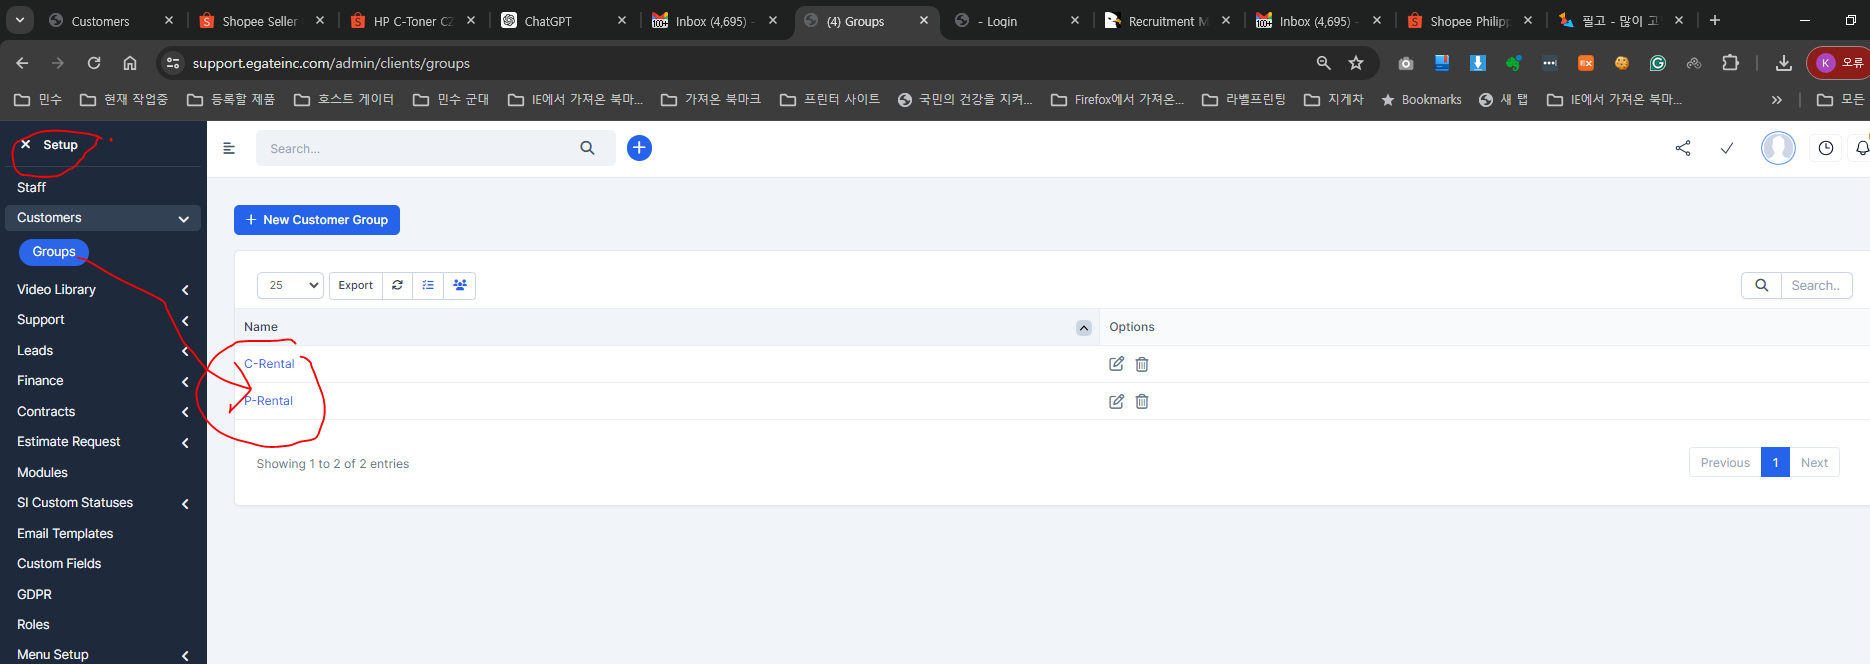 Customers
Shopee Seller
HP C-Toner CZ
ChatGPT
Inbox (4,695) -
(4) Groups
- Login
Recruitment M
Inbox (4,695) -
Shopee Philipp
필고 - 많이 고
support.egateinc.com/admin/clients/groups
K 오류
민수
현재 작업중
등록할 제품
호스트 게이터
민수 군대
IE에서 가져온 북마...
가져온 북마크
프린터 사이트
국민의 건강을 지켜...
Firefox에서 가져온...
라벨프린팅
지게차
Bookmarks
새 탭
IE에서 가져온 북마...
모든
Setup
Search...
Staff
Customers
Groups
Video Library
Support
Leads
Finance
Contracts
Estimate Request
Modules
SI Custom Statuses
Email Templates
Custom Fields
GDPR
Roles
Menu Setup
New Customer Group
25
Export
Search..
Name
Options
C-Rental
P-Rental
Showing 1 to 2 of 2 entries
Previous
1
Next